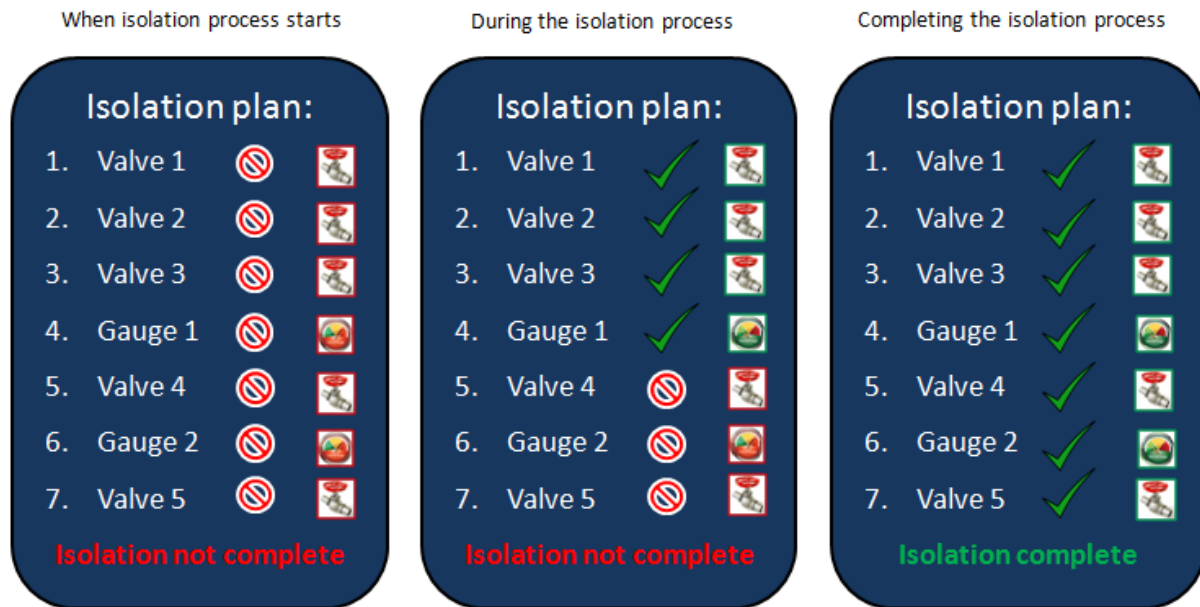 When isolation process starts
Isolation plan:
1. Valve 1
2. Valve 2
3. Valve 3
4. Gauge 1
5. Valve 4
6. Gauge 2
7. Valve 5
Isolation not complete
During the isolation process
Isolation plan:
1. Valve 1
2. Valve 2
3. Valve 3
4. Gauge 1
5. Valve 4
6. Gauge 2
7. Valve 5
Isolation not complete
Completing the isolation process
Isolation plan:
1. Valve 1
2. Valve 2
3. Valve 3
4. Gauge 1
5. Valve 4
6. Gauge 2
7. Valve 5
Isolation complete